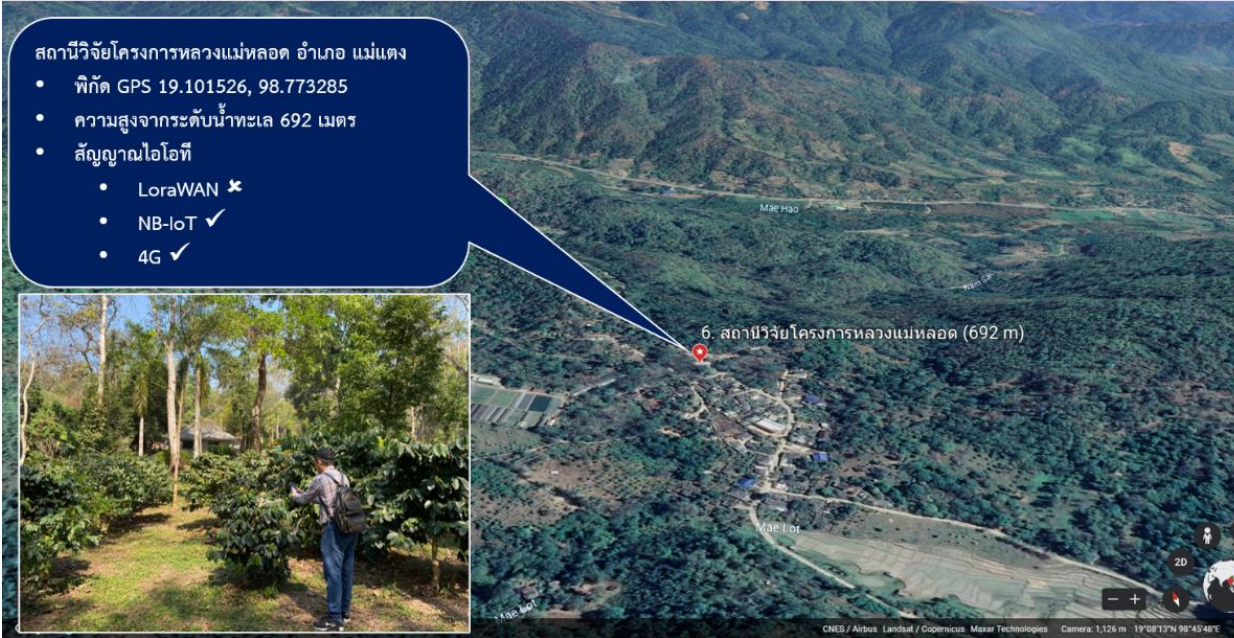 สถานีวิจัยโครงการหลวงแม่หลอด อำเภอ แม่แตง
• พิกัด GPS 19.101526, 98.773285
• ความสูงจากระดับน้ำทะเล 692 เมตร
• สัญญาณไอโอที
• LoraWAN ✖
• NB-IoT ✓
• 4G ✓
Mae Hao
6. สถานีวิจัยโครงการหลวงแม่หลอด (692 m)
Mae Lot
Mae Lot
2D
− +
CNES / Airbus Landsat / Copernicus Maxar Technologies Camera: 1,126 m 19°08'13"N 98°45'48"E